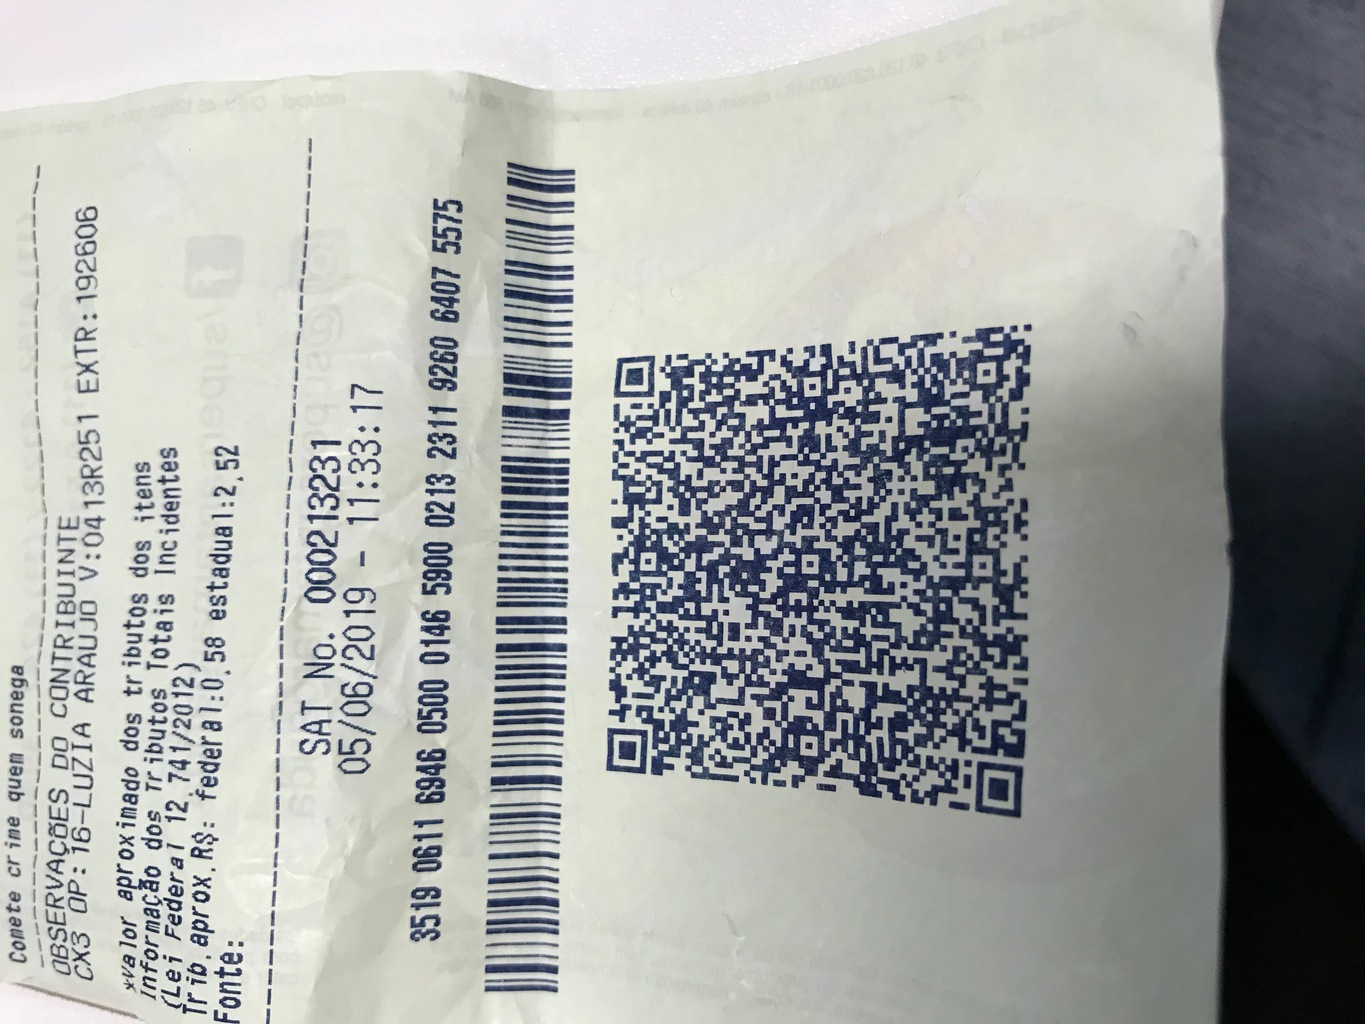 Comete crime quem sonega
OBSERVAÇÕES DO CONTRIBUINTE
CX3 OP:16-LUZIA ARAUJO V:0413R251 EXTR:192606
*Valor aproximado dos tributos dos itens
Informação dos Tributos Totais Incidentes
(Lei Federal 12.741/2012)
Trib.aprox.R$: federal:0,58 estadual:2,52
Fonte:
SAT No. 000213231
05/06/2019 - 11:33:17
3519 0611 6946 0500 0146 5900 0213 2311 9260 6407 5575